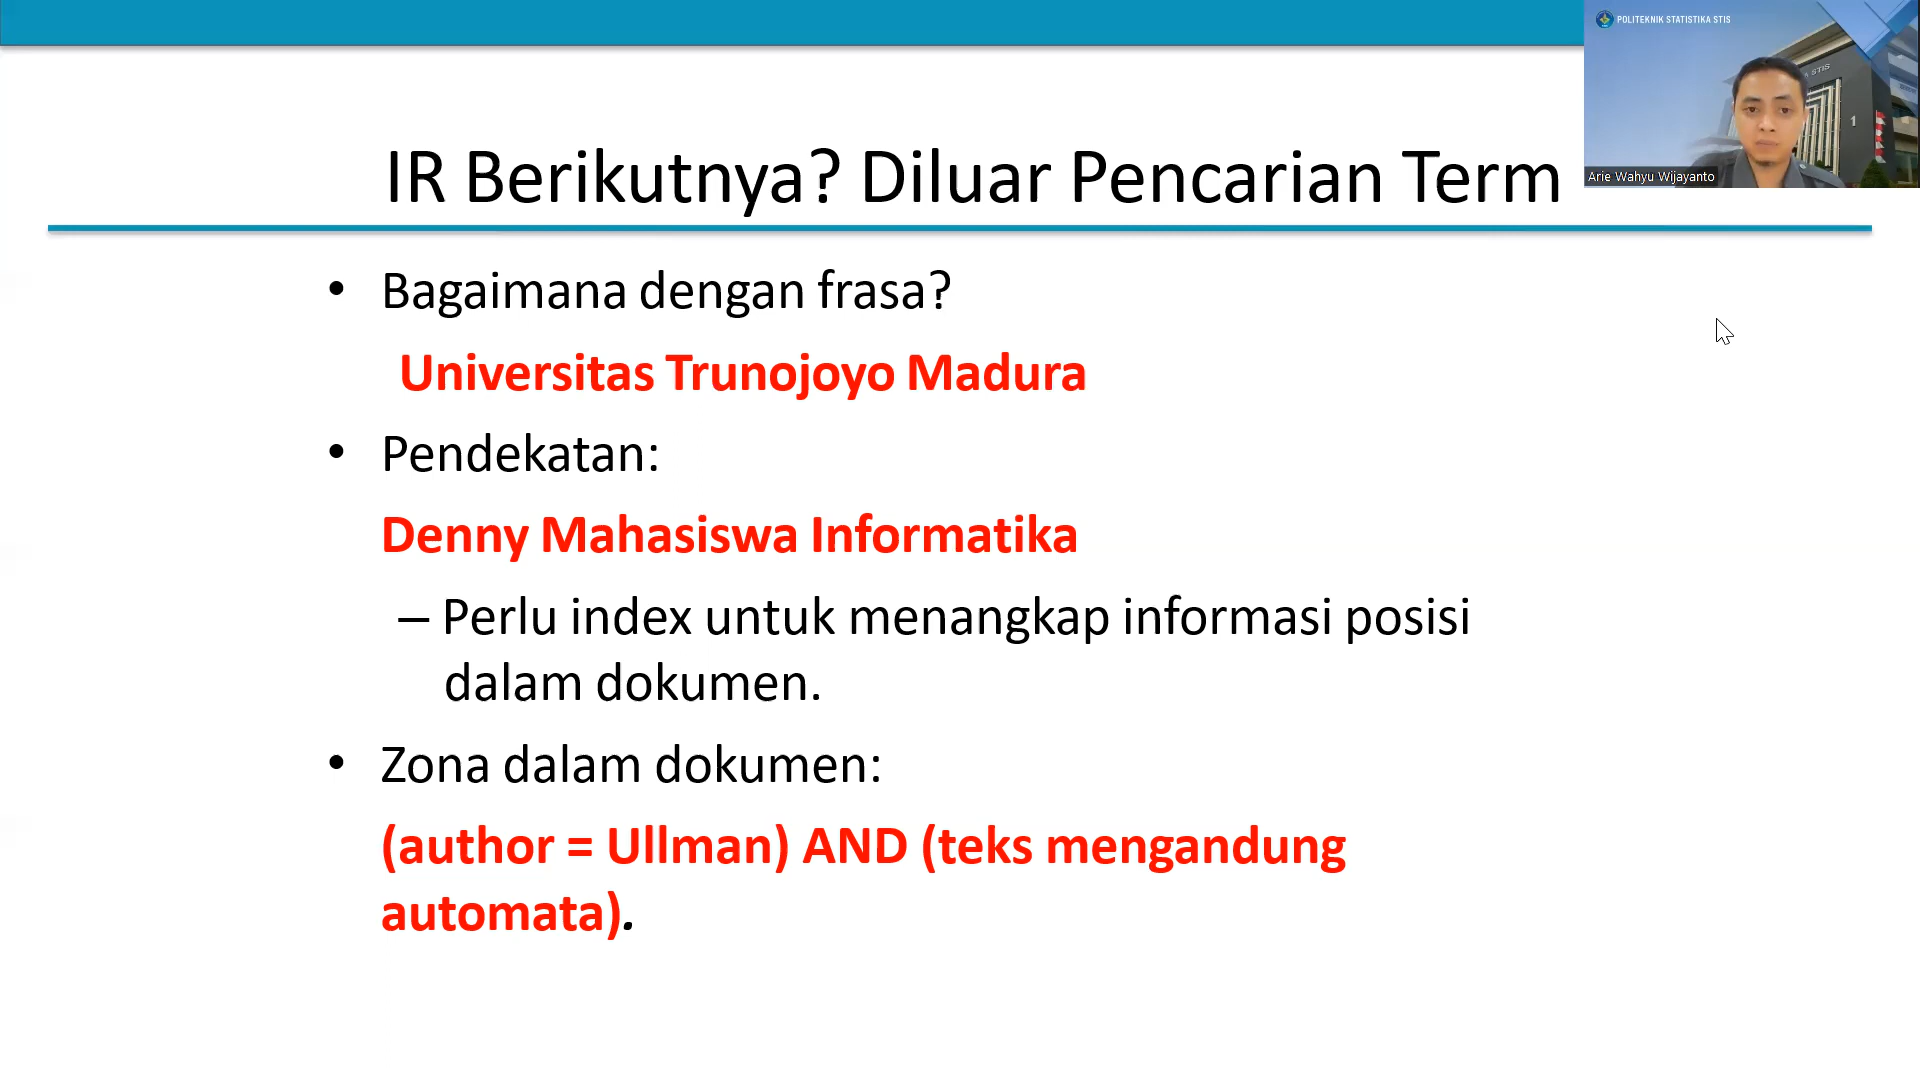 POLITEKNIK STATISTIKA STIS
A STIS
1
Arie Wahyu Wijayanto
IR Berikutnya? Diluar Pencarian Term
• Bagaimana dengan frasa?
Universitas Trunojoyo Madura
• Pendekatan:
Denny Mahasiswa Informatika
– Perlu index untuk menangkap informasi posisi
dalam dokumen.
• Zona dalam dokumen:
(author = Ullman) AND (teks mengandung
automata).